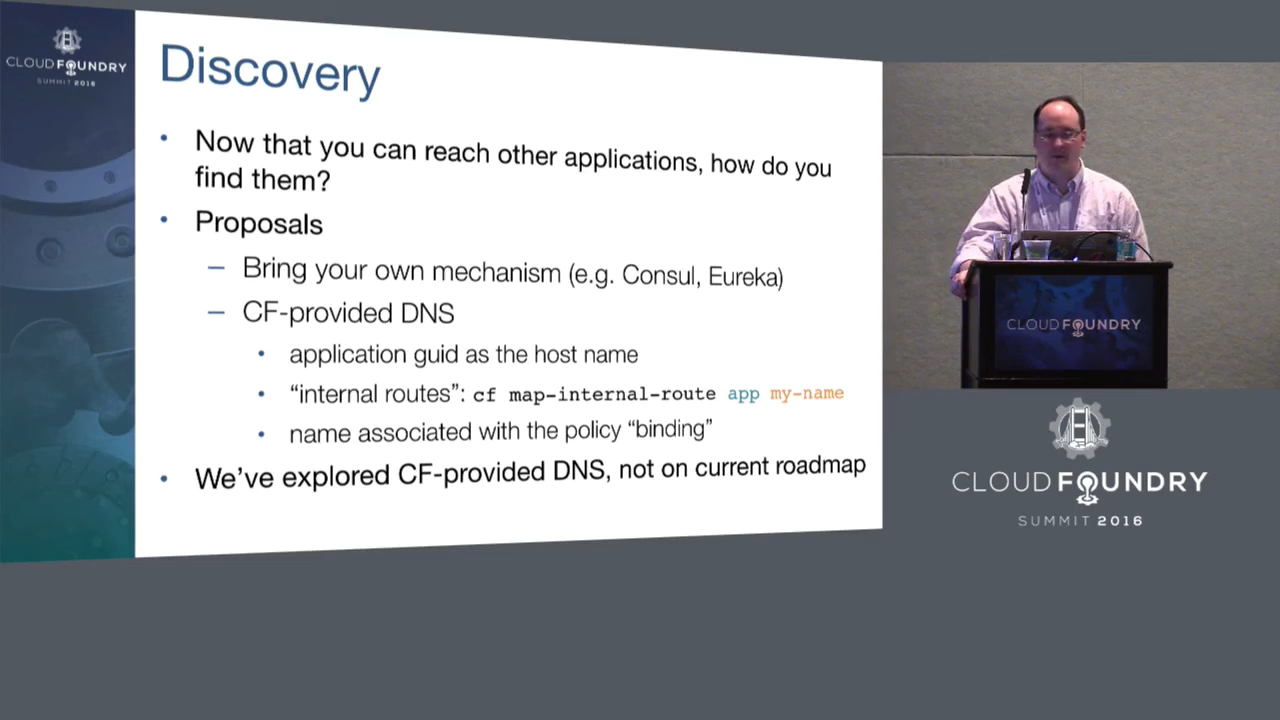 CLOUD FOUNDRY
SUMMIT 2016
Discovery
• Now that you can reach other applications, how do you
find them?
• Proposals
– Bring your own mechanism (e.g. Consul, Eureka)
– CF-provided DNS
• application guid as the host name
• “internal routes”: cf map-internal-route app my-name
• name associated with the policy “binding”
• We’ve explored CF-provided DNS, not on current roadmap
CLOUD FOUNDRY
CLOUD FOUNDRY
SUMMIT 2016